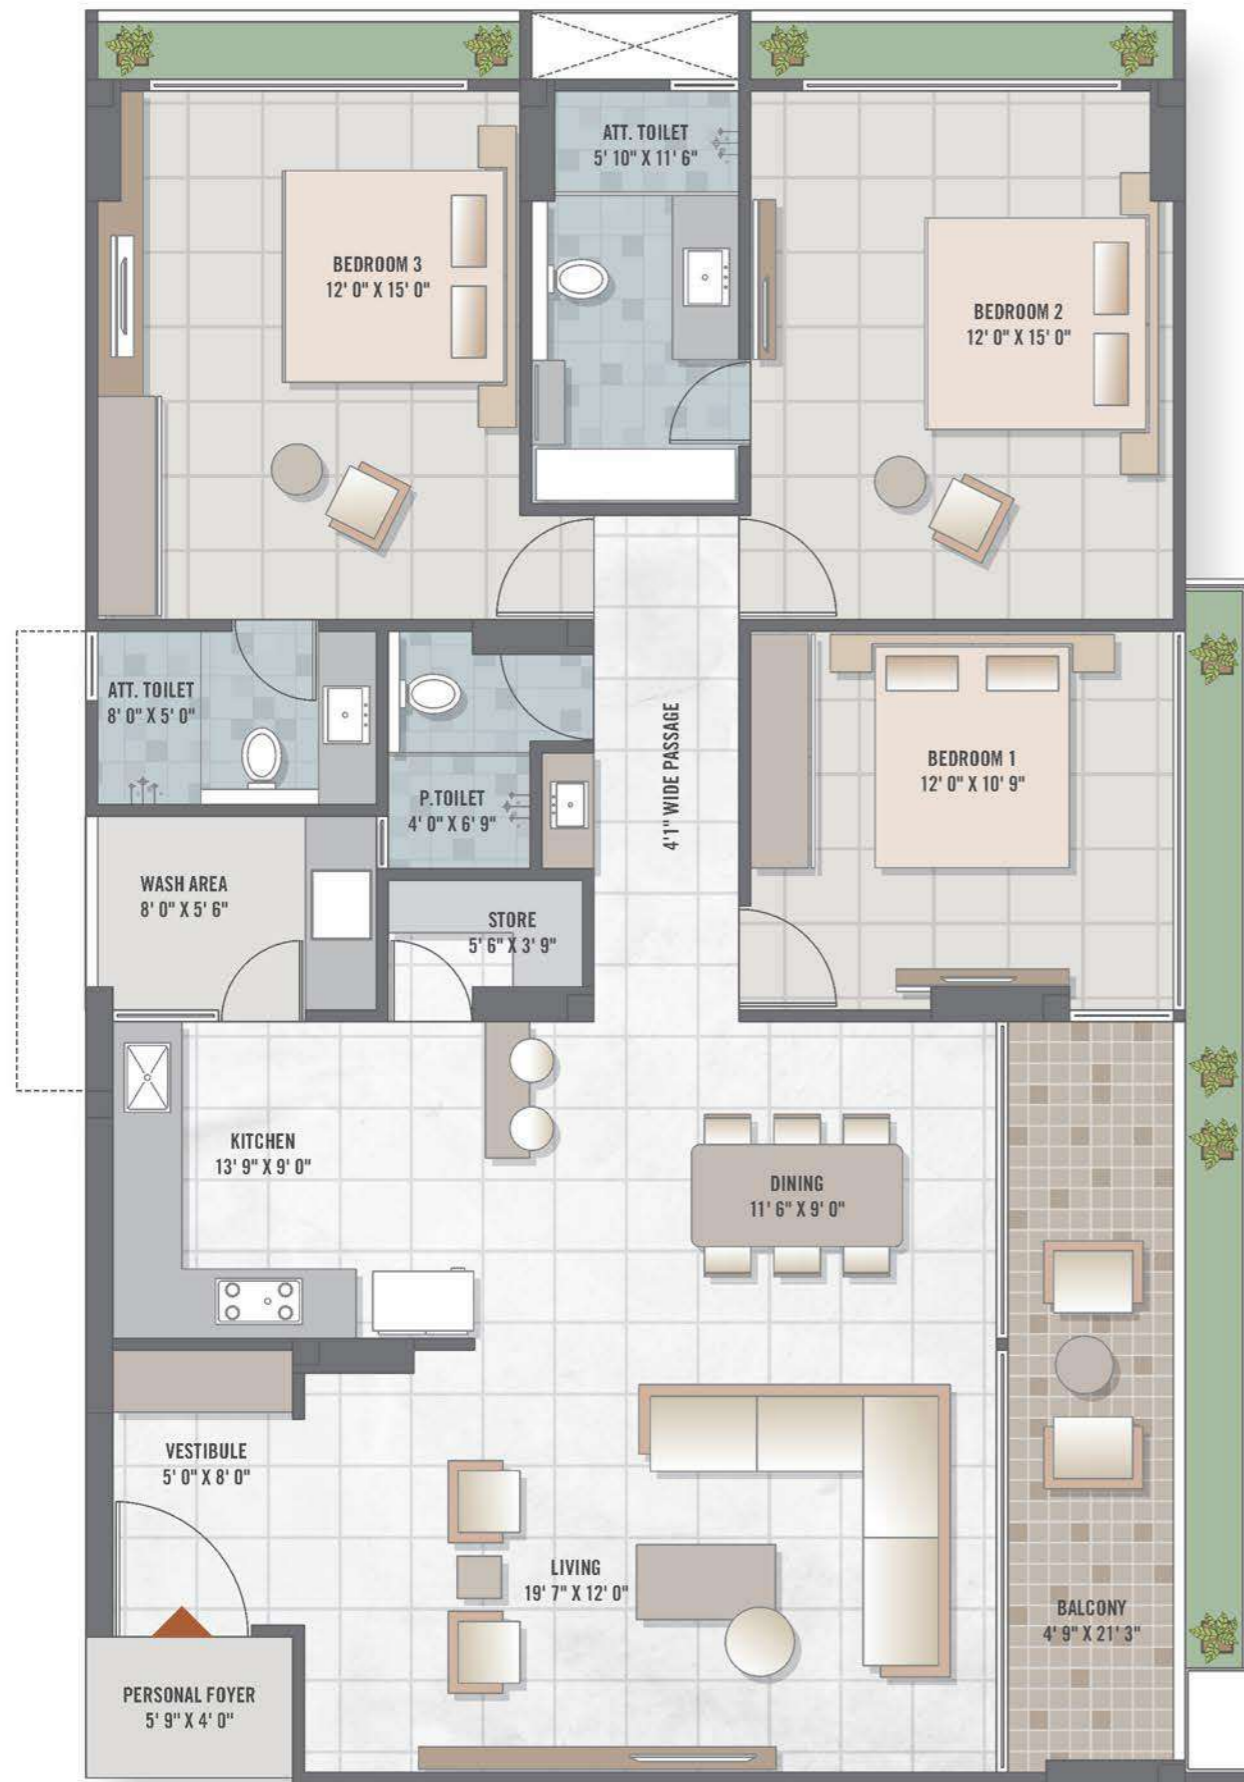 ATT. TOILET
5' 10" X 11' 6"
BEDROOM 3
12' 0" X 15' 0"
BEDROOM 2
12' 0" X 15' 0"
ATT. TOILET
8' 0" X 5' 0"
P.TOILET
4' 0" X 6' 9"
4'1" WIDE PASSAGE
BEDROOM 1
12' 0" X 10' 9"
WASH AREA
8' 0" X 5' 6"
STORE
5' 6" X 3' 9"
KITCHEN
13' 9" X 9' 0"
DINING
11' 6" X 9' 0"
VESTIBULE
5' 0" X 8' 0"
LIVING
19' 7" X 12' 0"
BALCONY
4' 9" X 21' 3"
PERSONAL FOYER
5' 9" X 4' 0"